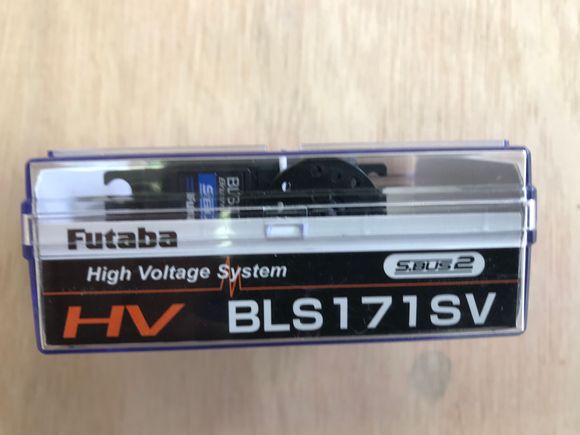 Futaba
High Voltage System
S.BUS2
HV
BLS171SV